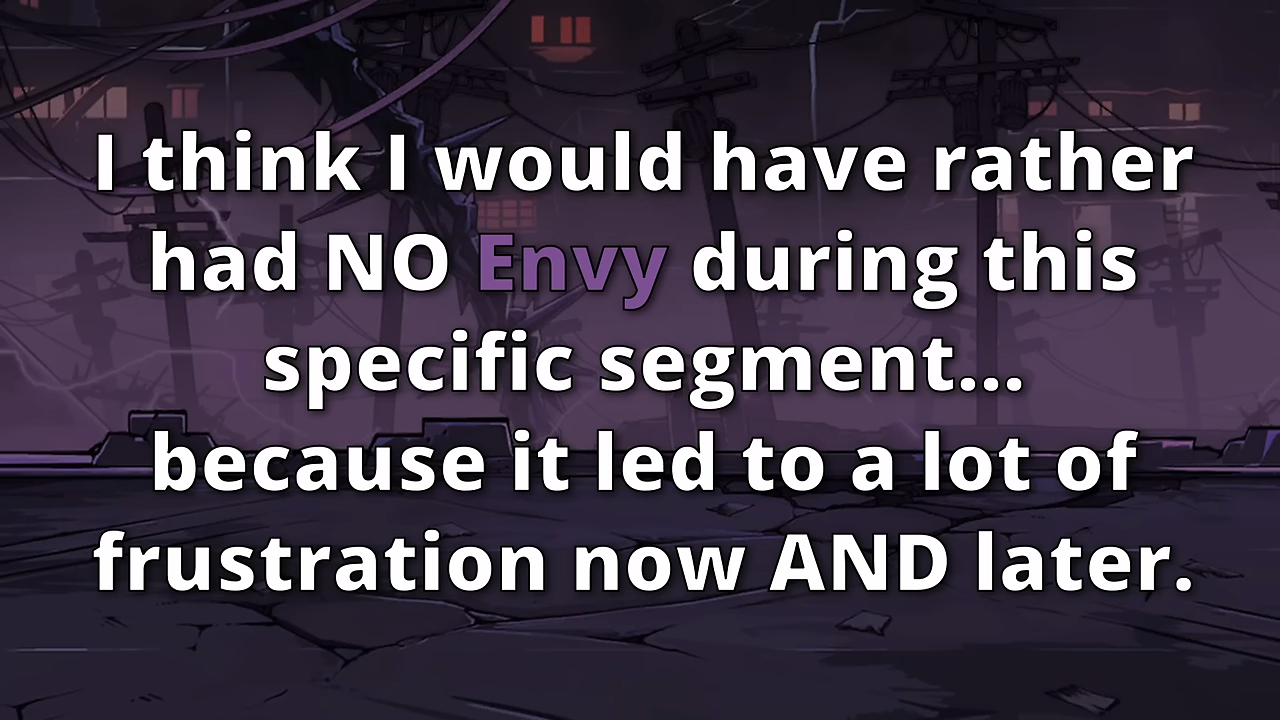 I think I would have rather
had NO Envy during this
specific segment...
because it led to a lot of
frustration now AND later.